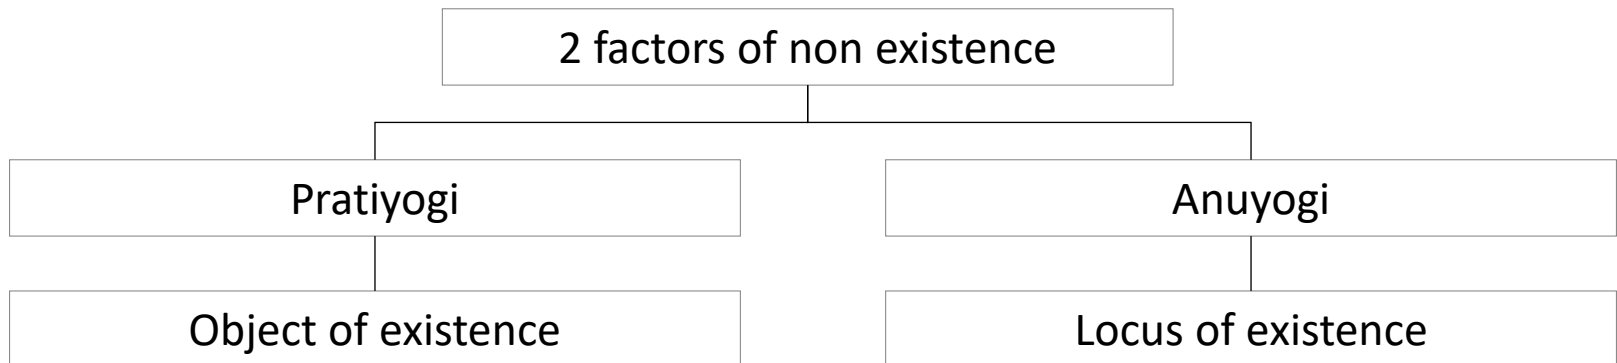 2 factors of non existence
Pratiyogi
Anuyogi
Object of existence
Locus of existence